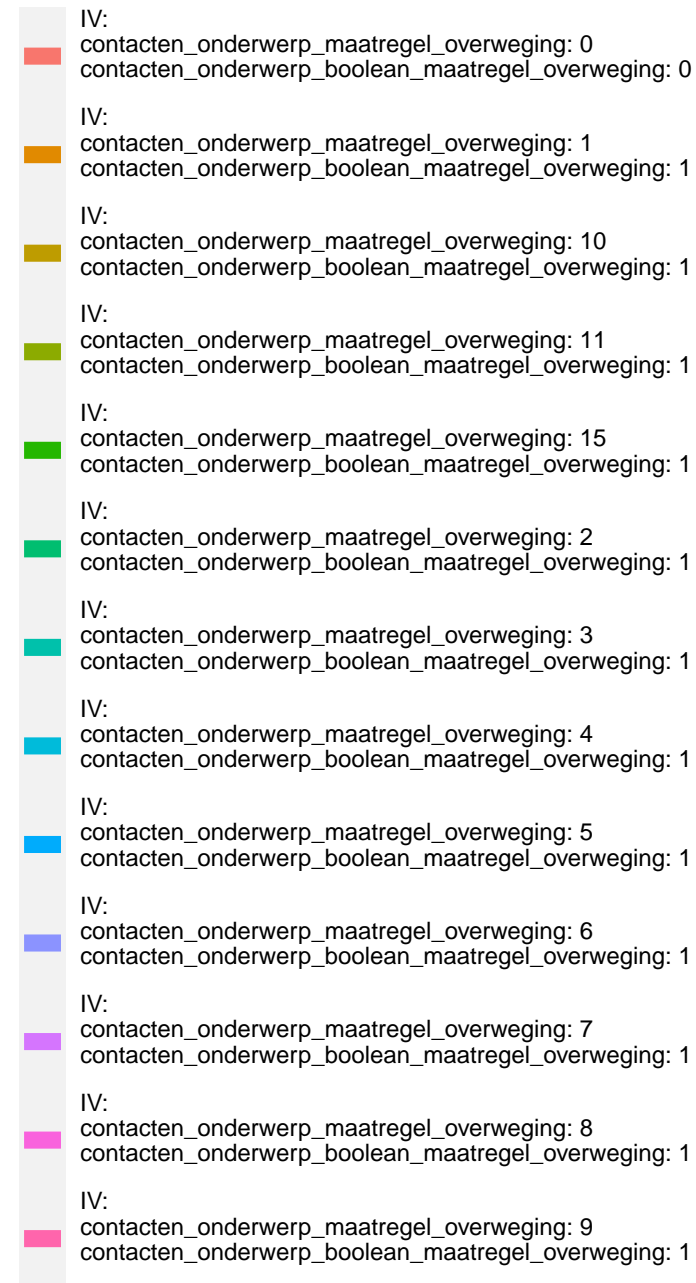 IV:
contacten_onderwerp_maatregel_overweging: 0
contacten_onderwerp_boolean_maatregel_overweging: 0
IV:
contacten_onderwerp_maatregel_overweging: 1
contacten_onderwerp_boolean_maatregel_overweging: 1
IV:
contacten_onderwerp_maatregel_overweging: 10
contacten_onderwerp_boolean_maatregel_overweging: 1
IV:
contacten_onderwerp_maatregel_overweging: 11
contacten_onderwerp_boolean_maatregel_overweging: 1
IV:
contacten_onderwerp_maatregel_overweging: 15
contacten_onderwerp_boolean_maatregel_overweging: 1
IV:
contacten_onderwerp_maatregel_overweging: 2
contacten_onderwerp_boolean_maatregel_overweging: 1
IV:
contacten_onderwerp_maatregel_overweging: 3
contacten_onderwerp_boolean_maatregel_overweging: 1
IV:
contacten_onderwerp_maatregel_overweging: 4
contacten_onderwerp_boolean_maatregel_overweging: 1
IV:
contacten_onderwerp_maatregel_overweging: 5
contacten_onderwerp_boolean_maatregel_overweging: 1
IV:
contacten_onderwerp_maatregel_overweging: 6
contacten_onderwerp_boolean_maatregel_overweging: 1
IV:
contacten_onderwerp_maatregel_overweging: 7
contacten_onderwerp_boolean_maatregel_overweging: 1
IV:
contacten_onderwerp_maatregel_overweging: 8
contacten_onderwerp_boolean_maatregel_overweging: 1
IV:
contacten_onderwerp_maatregel_overweging: 9
contacten_onderwerp_boolean_maatregel_overweging: 1